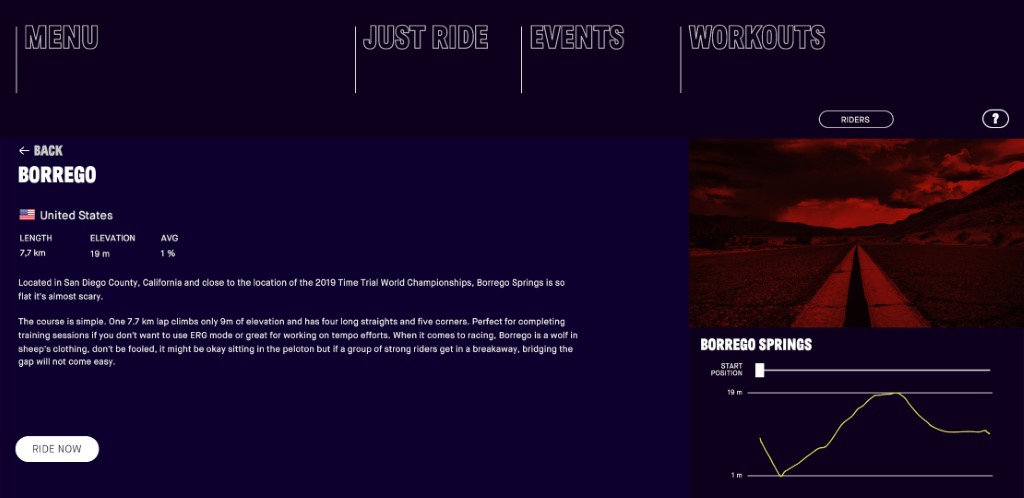 MENU
JUST RIDE
EVENTS
WORKOUTS
RIDERS
?
← BACK
BORREGO
United States
LENGTH ELEVATION AVG
7,7 km 19 m 1 %
Located in San Diego County, California and close to the location of the 2019 Time Trial World Championships, Borrego Springs is so
flat it's almost scary.
The course is simple. One 7.7 km lap climbs only 9m of elevation and has four long straights and five corners. Perfect for completing
training sessions if you don't want to use ERG mode or great for working on tempo efforts. When it comes to racing, Borrego is a wolf in
sheep's clothing, don't be fooled, it might be okay sitting in the peloton but if a group of strong riders get in a breakaway, bridging the
gap will not come easy.
RIDE NOW
BORREGO SPRINGS
START
POSITION
19 m
1 m